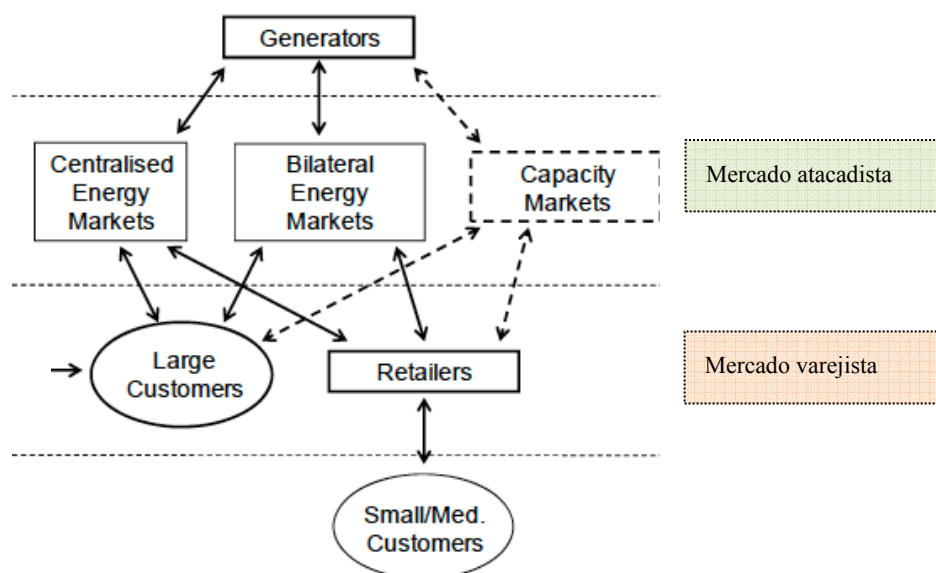 Generators
Centralised
Energy
Markets
Bilateral
Energy
Markets
Capacity
Markets
Mercado atacadista
Large
Customers
Retailers
Mercado varejista
Small/Med.
Customers